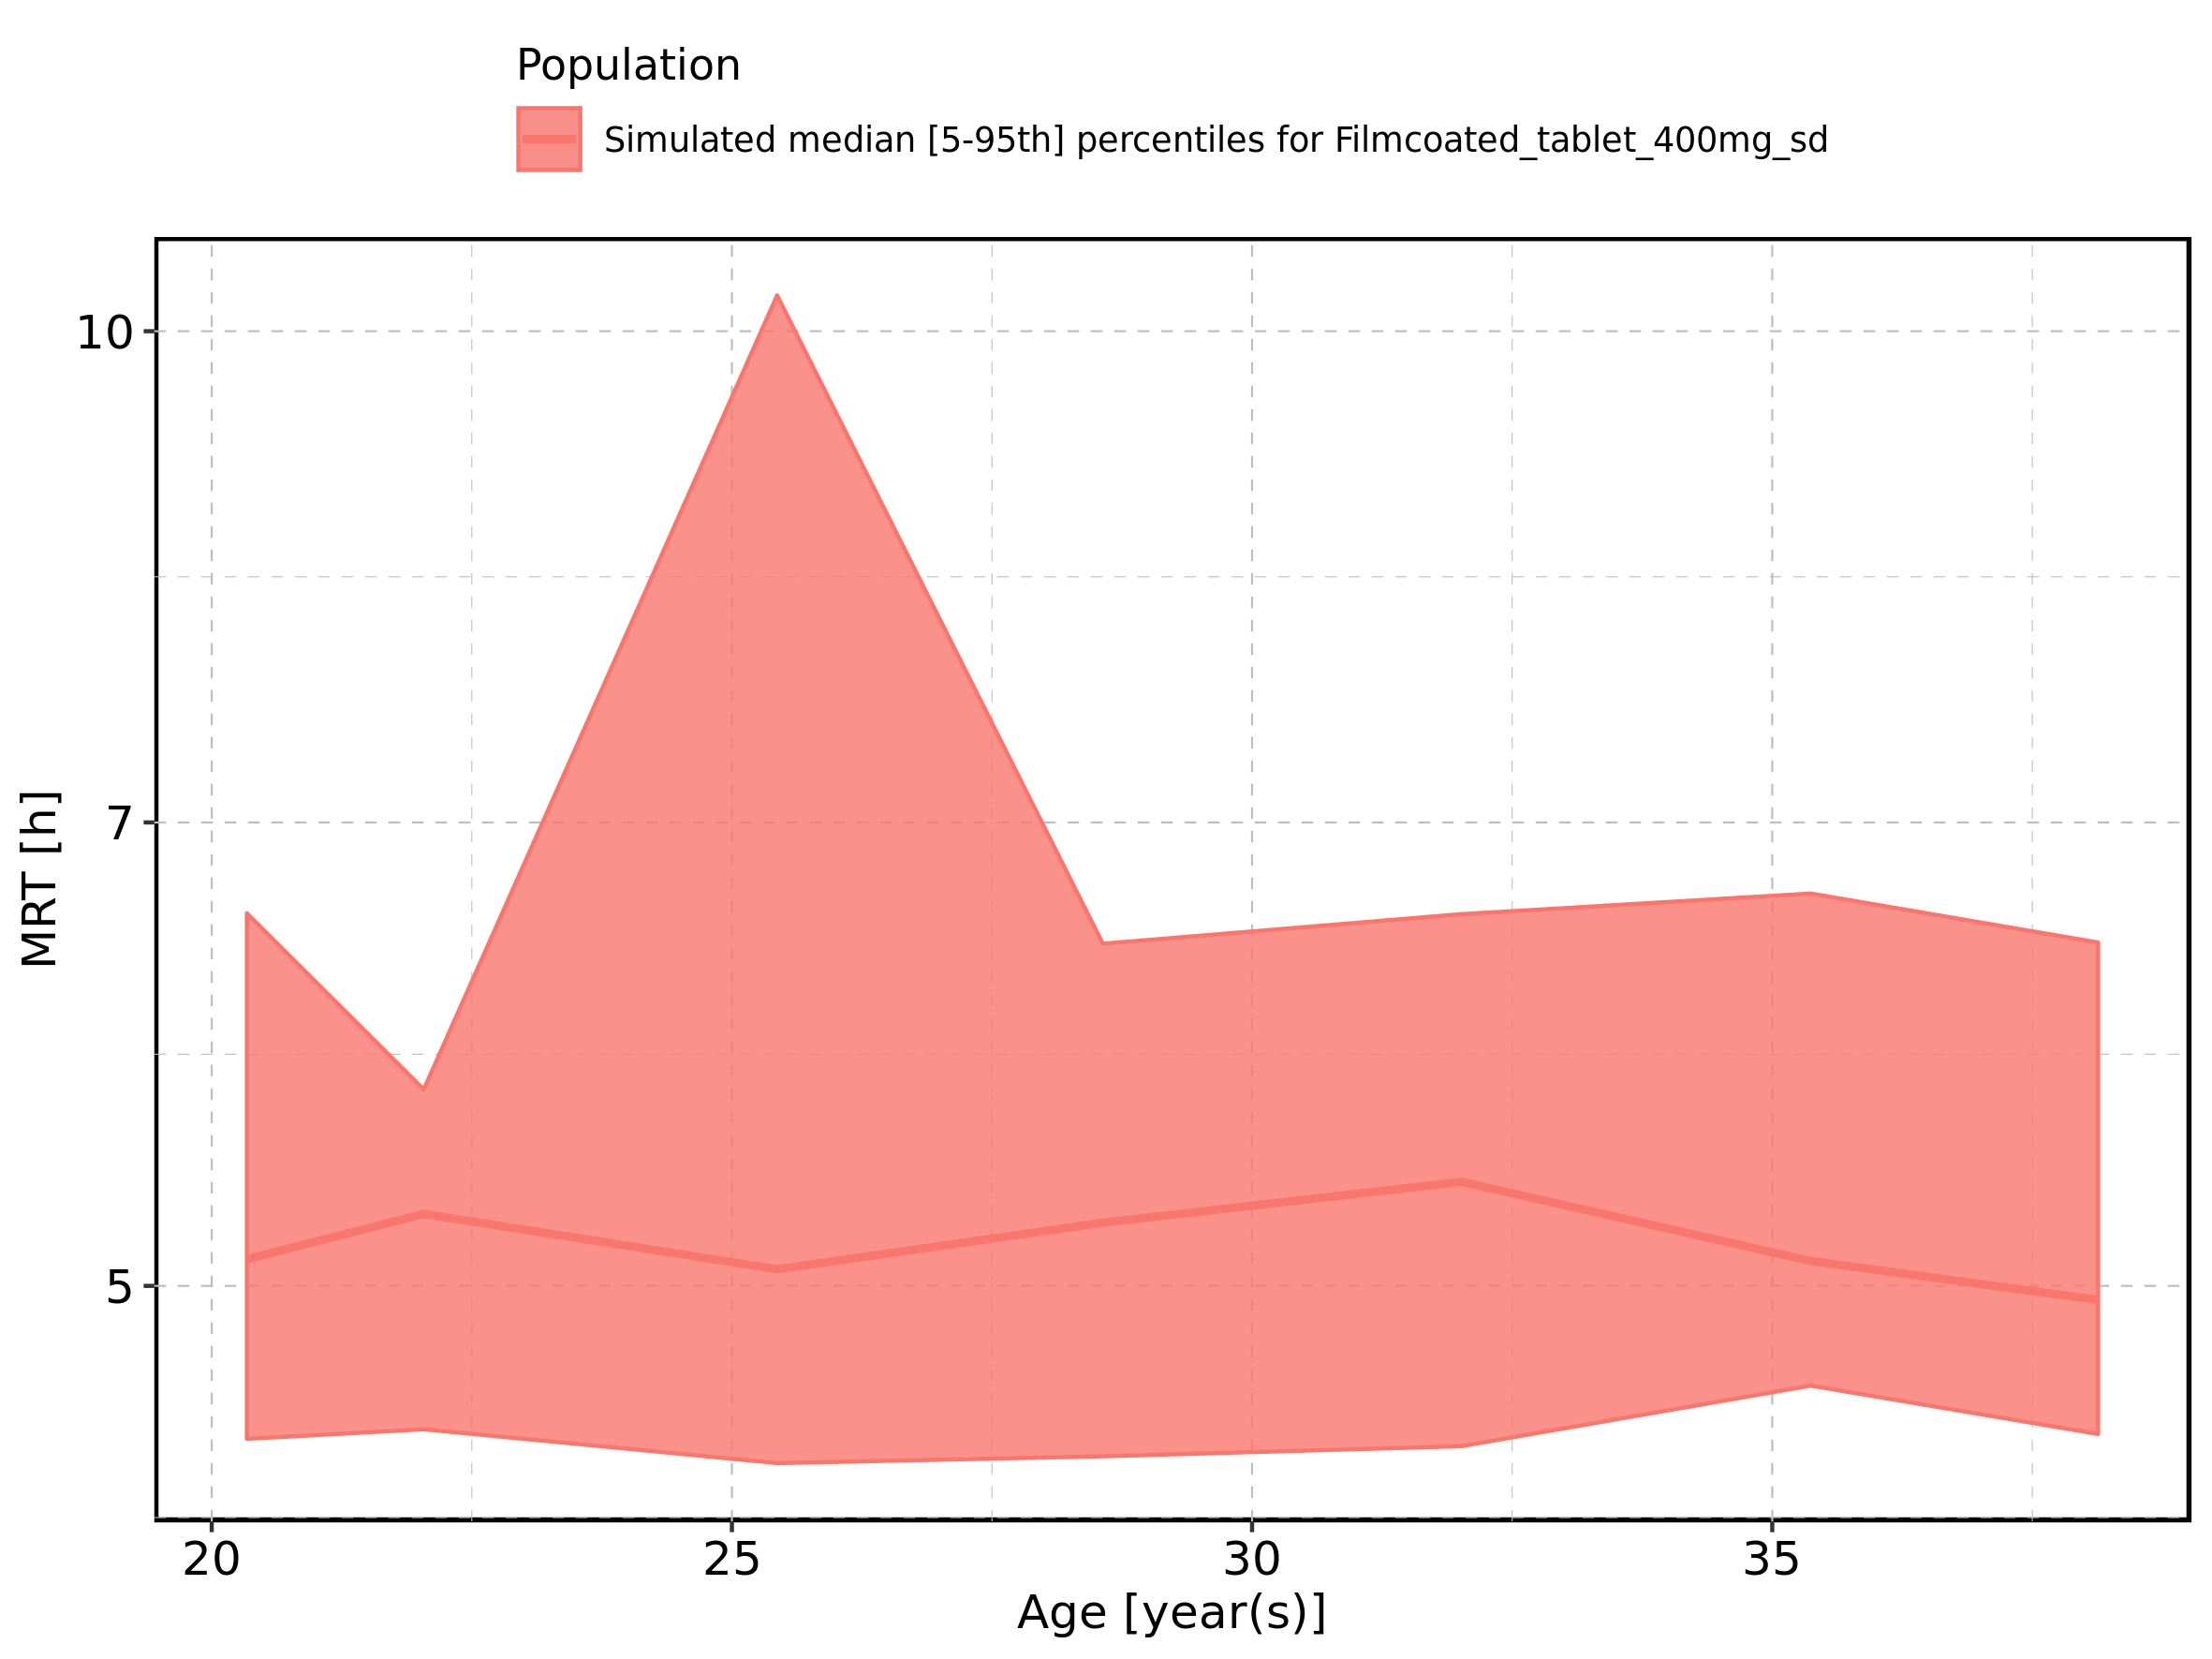 Population
Simulated median [5-95th] percentiles for Filmcoated_tablet_400mg_sd
10
7
5
MRT [h]
20 25 30 35
Age [year(s)]